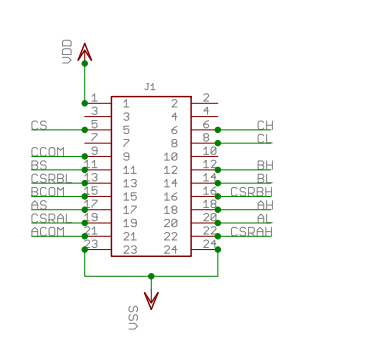 VDD
J1
1 1 2 2
3 3 4 4
CS 5 5 6 6 CH
7 7 8 8 CL
CCOM 9 9 10 10
BS 11 11 12 12 BH
CSRBL 13 13 14 14 BL
BCOM 15 15 16 16 CSRBH
AS 17 17 18 18 AH
CSRAL 19 19 20 20 AL
ACOM 21 21 22 22 CSRAH
23 23 24 24
VSS